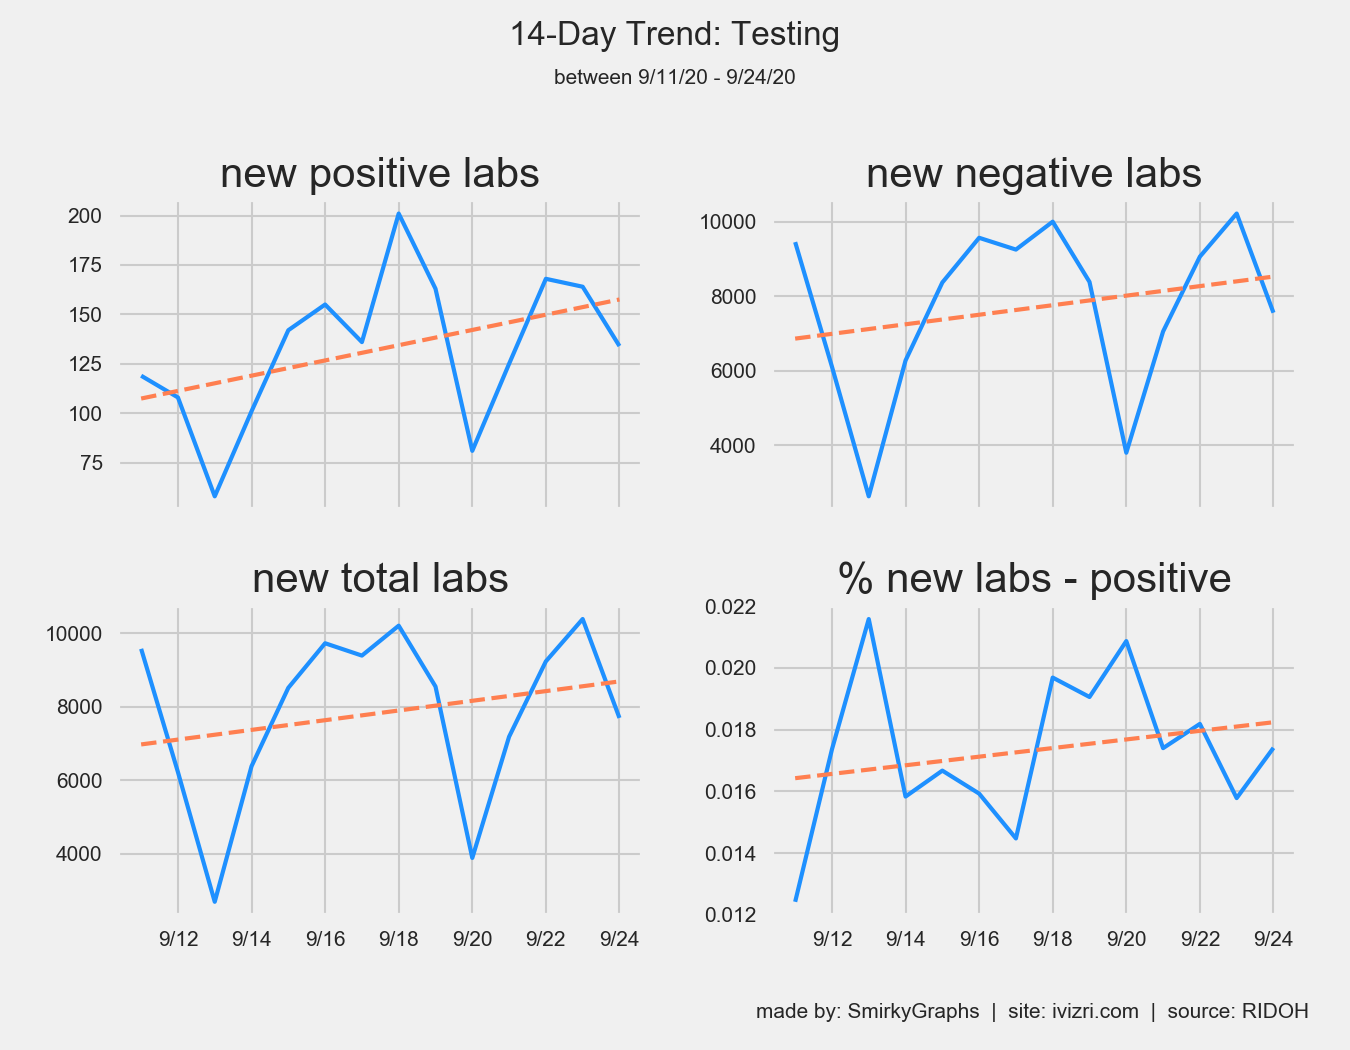 14-Day Trend: Testing
between 9/11/20 - 9/24/20
new positive labs
200
175
150
125
100
75
new negative labs
10000
8000
6000
4000
new total labs
10000
8000
6000
4000
9/12 9/14 9/16 9/18 9/20 9/22 9/24
% new labs - positive
0.022
0.020
0.018
0.016
0.014
0.012
9/12 9/14 9/16 9/18 9/20 9/22 9/24
made by: SmirkyGraphs | site: ivizri.com | source: RIDOH